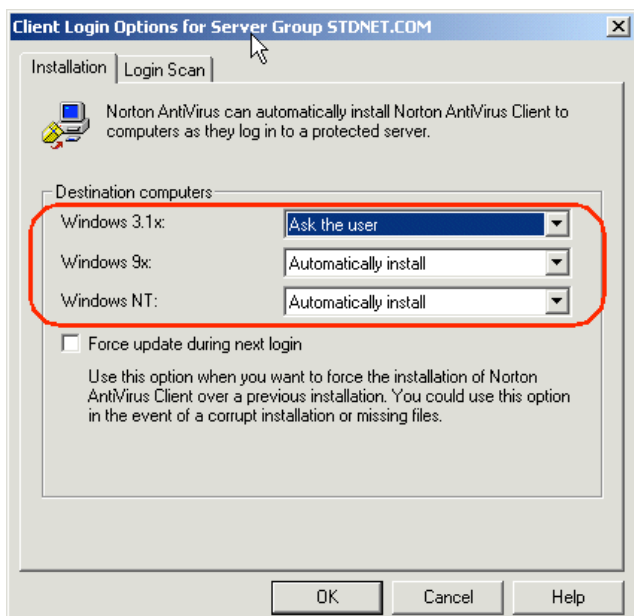 Client Login Options for Server Group STDNET.COM
Installation
Login Scan
Norton AntiVirus can automatically install Norton AntiVirus Client to
computers as they log in to a protected server.
Destination computers
Windows 3.1x:
Ask the user
Windows 9x:
Automatically install
Windows NT:
Automatically install
Force update during next login
Use this option when you want to force the installation of Norton
AntiVirus Client over a previous installation. You could use this option
in the event of a corrupt installation or missing files.
OK
Cancel
Help